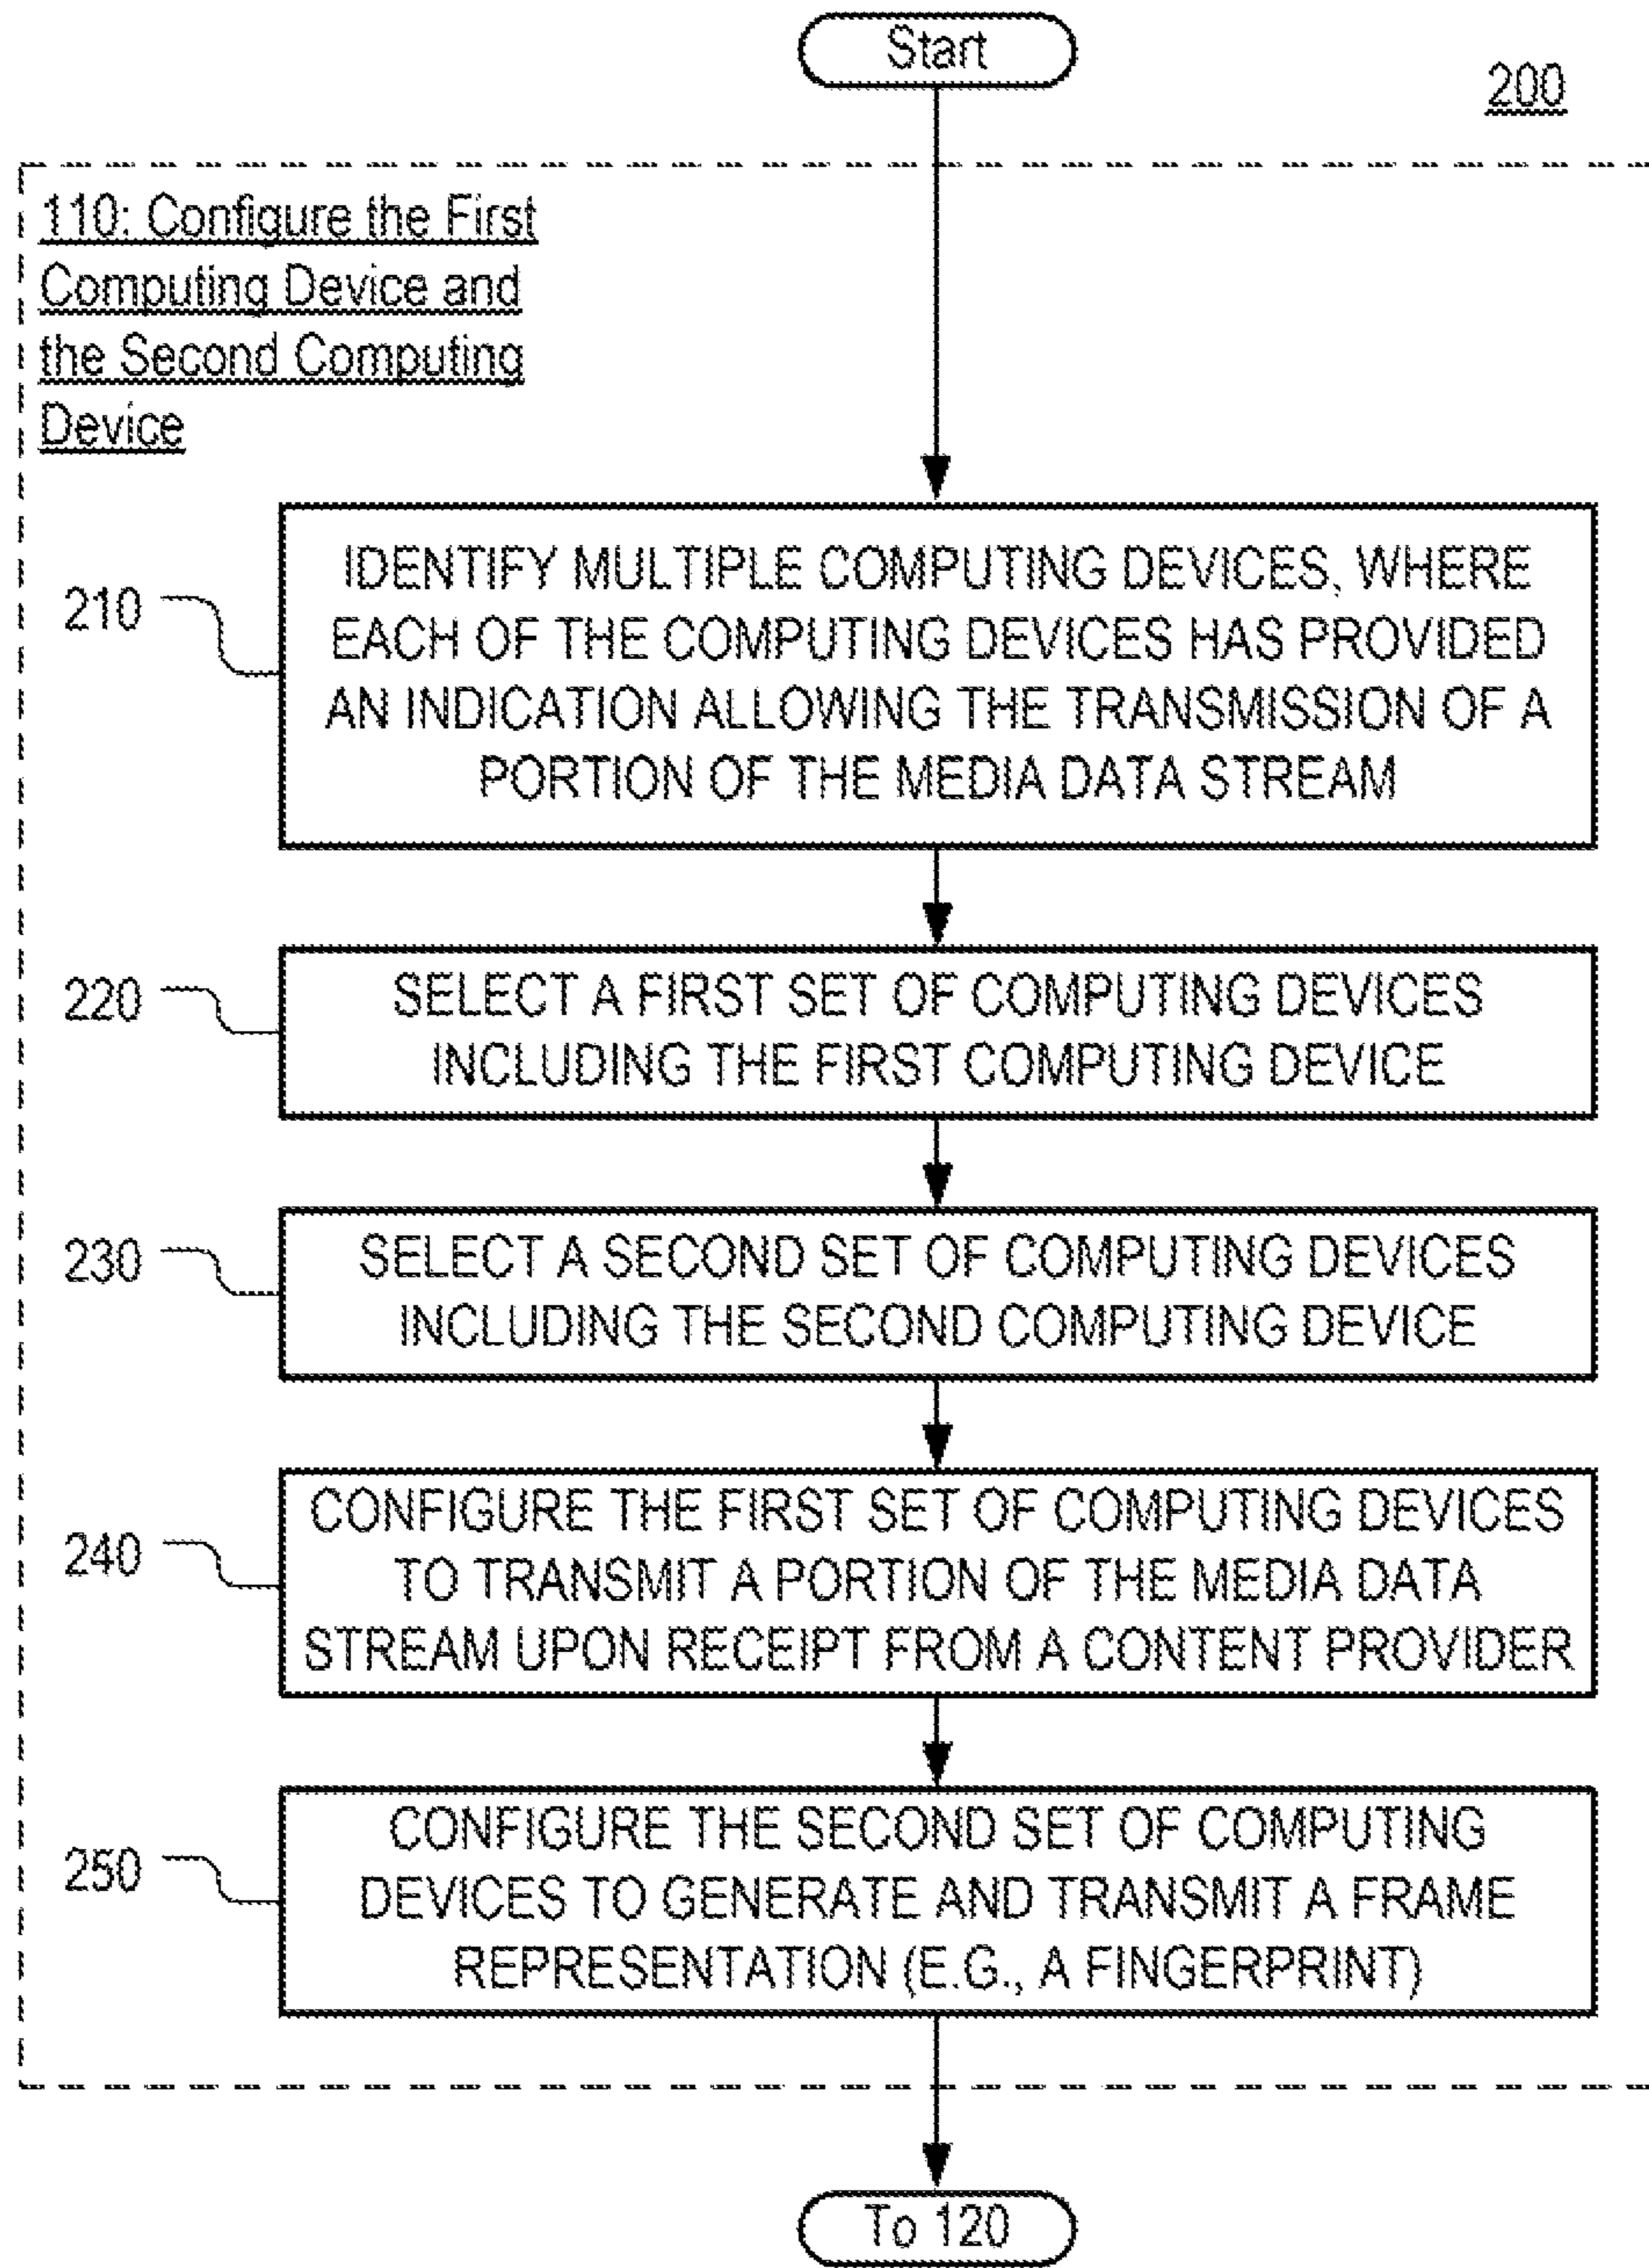 Start
200
110: Configure the First
Computing Device and
the Second Computing
Device
210
IDENTIFY MULTIPLE COMPUTING DEVICES, WHERE
EACH OF THE COMPUTING DEVICES HAS PROVIDED
AN INDICATION ALLOWING THE TRANSMISSION OF A
PORTION OF THE MEDIA DATA STREAM
220
SELECT A FIRST SET OF COMPUTING DEVICES
INCLUDING THE FIRST COMPUTING DEVICE
230
SELECT A SECOND SET OF COMPUTING DEVICES
INCLUDING THE SECOND COMPUTING DEVICE
240
CONFIGURE THE FIRST SET OF COMPUTING DEVICES
TO TRANSMIT A PORTION OF THE MEDIA DATA
STREAM UPON RECEIPT FROM A CONTENT PROVIDER
250
CONFIGURE THE SECOND SET OF COMPUTING
DEVICES TO GENERATE AND TRANSMIT A FRAME
REPRESENTATION (E.G., A FINGERPRINT)
To 120